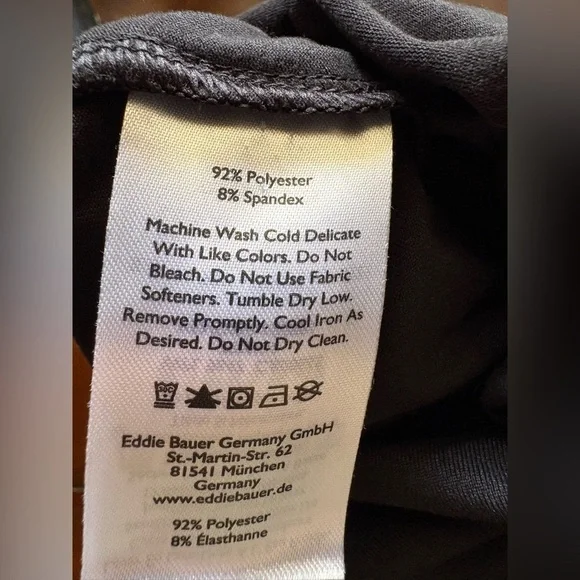 92% Polyester
8% Spandex
Machine Wash Cold Delicate
With Like Colors. Do Not
Bleach. Do Not Use Fabric
Softeners. Tumble Dry Low.
Remove Promptly. Cool Iron As
Desired. Do Not Dry Clean.
Eddie Bauer Germany GmbH
St.-Martin-Str. 62
81541 München
Germany
www.eddiebauer.de
92% Polyester
8% Élasthanne